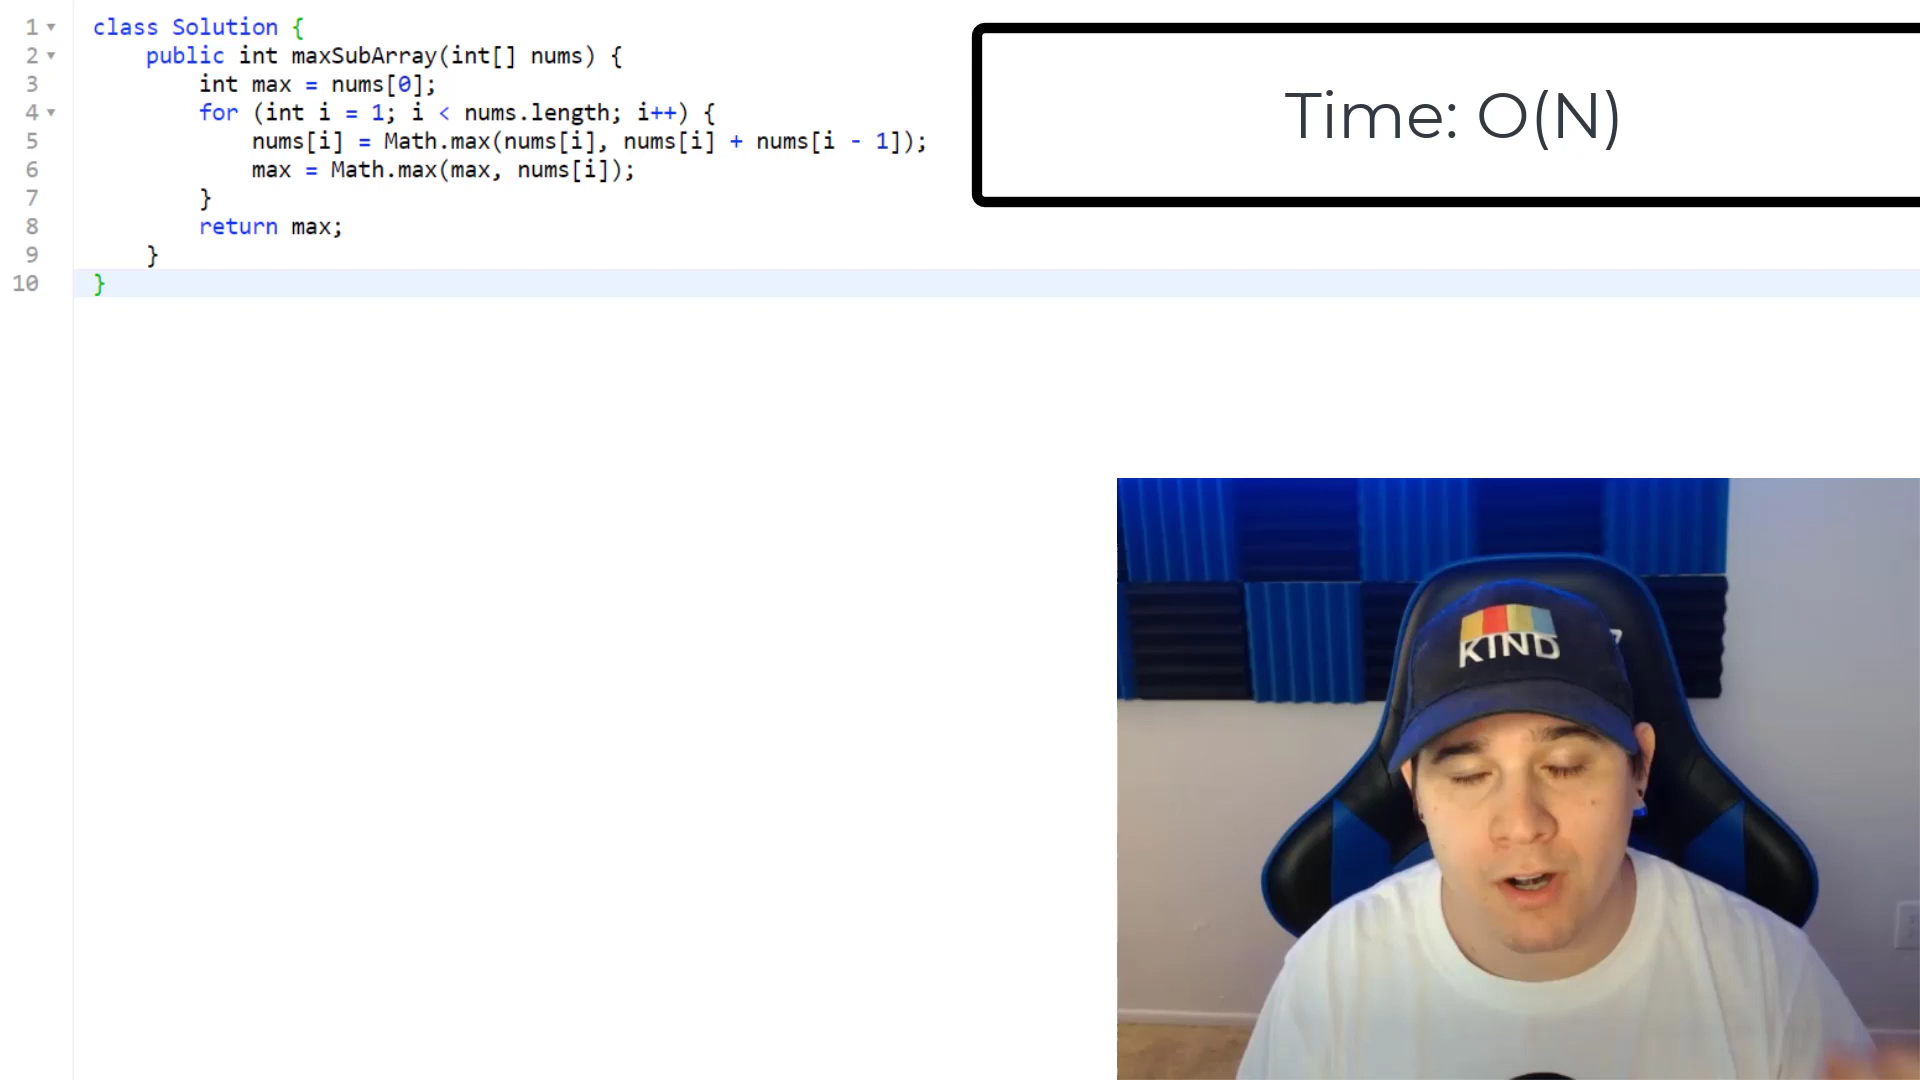 1 class Solution {
2 public int maxSubArray(int[] nums) {
3 int max = nums[0];
4 for (int i = 1; i < nums.length; i++) {
5 nums[i] = Math.max(nums[i], nums[i] + nums[i - 1]);
6 max = Math.max(max, nums[i]);
7 }
8 return max;
9 }
10 }
Time: O(N)
KIND